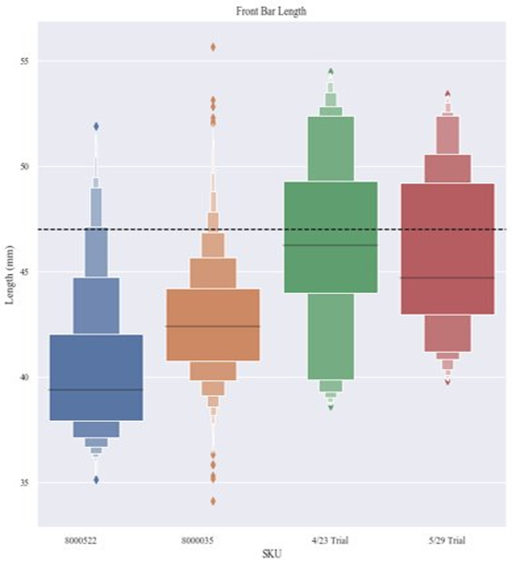 Front Bar Length
55
50
45
40
35
Length (mm)
8000522
8000035
4/23 Trial
5/29 Trial
SKU